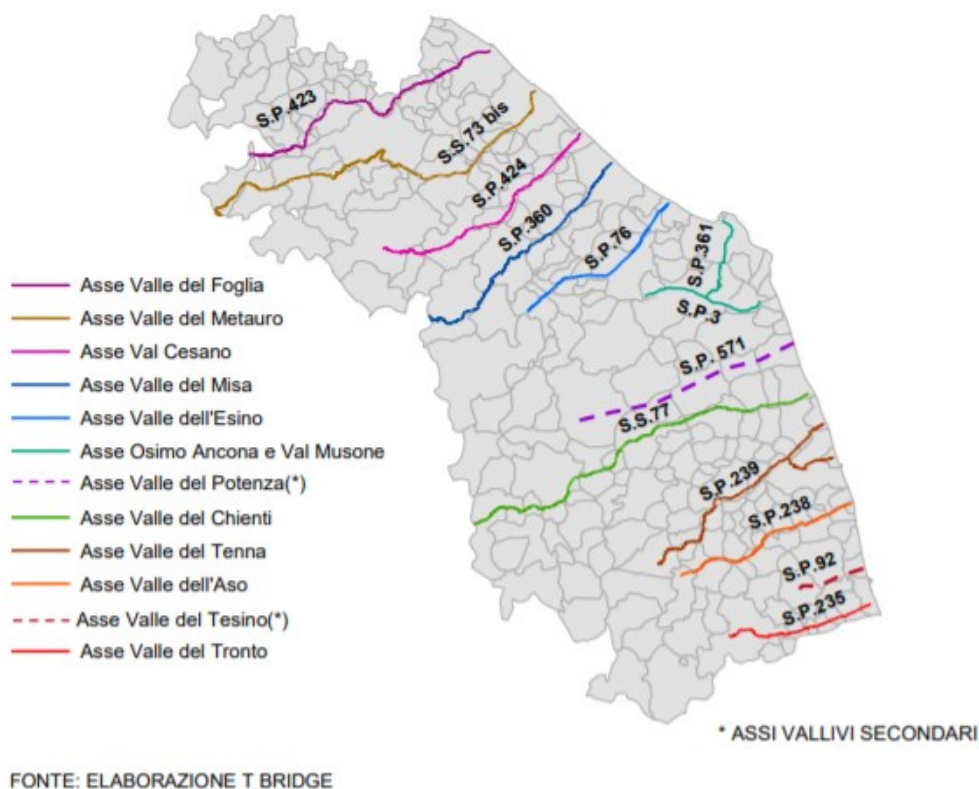 S.P.423
S.S.73 bis
S.P.424
S.P.360
S.P.76
S.P.361
S.P.3
S.P. 571
S.S.77
S.P.239
S.P.238
S.P.92
S.P.235
Asse Valle del Foglia
Asse Valle del Metauro
Asse Val Cesano
Asse Valle del Misa
Asse Valle dell'Esino
Asse Osimo Ancona e Val Musone
Asse Valle del Potenza(*)
Asse Valle del Chienti
Asse Valle del Tenna
Asse Valle dell'Aso
Asse Valle del Tesino(*)
Asse Valle del Tronto
* ASSI VALLIVI SECONDARI
FONTE: ELABORAZIONE T BRIDGE